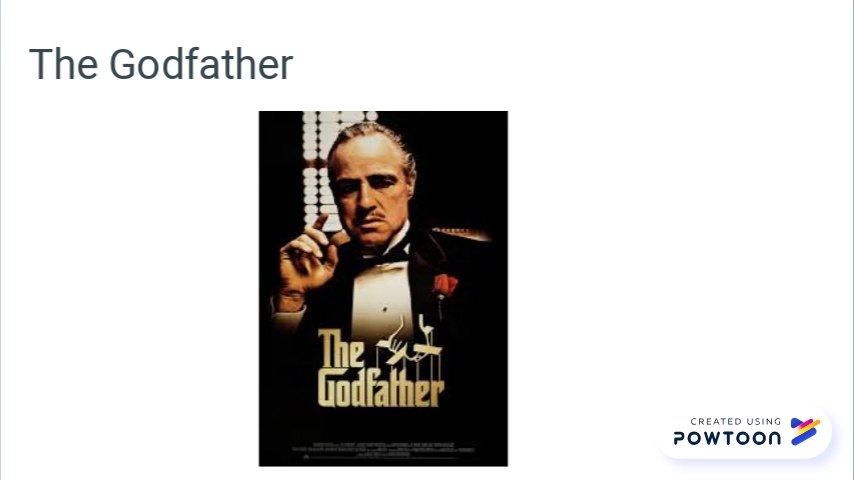 The Godfather
The
Godfather
CREATED USING
POWTOON